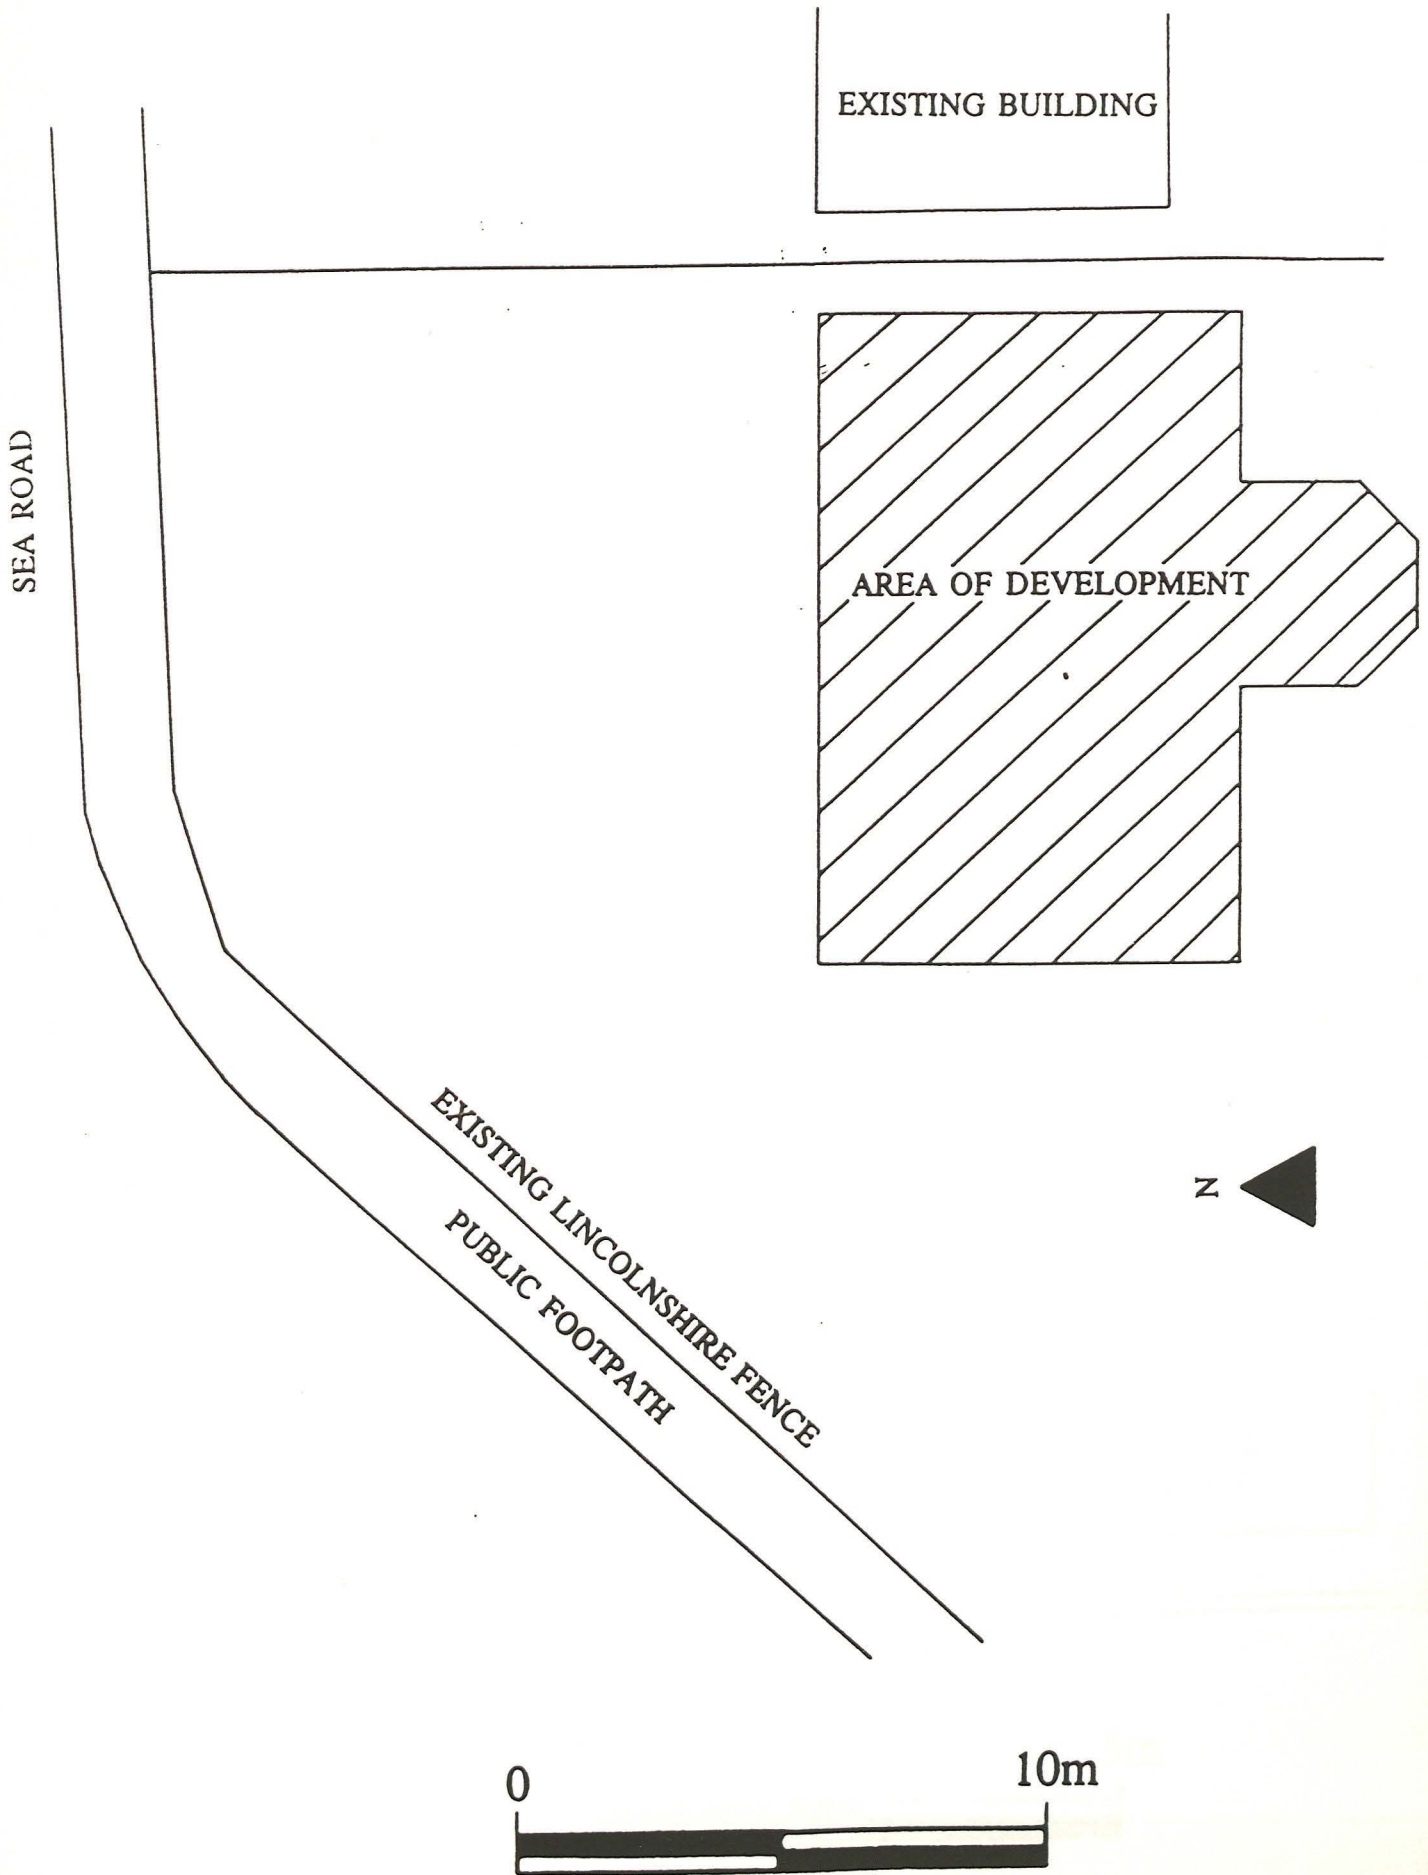 EXISTING BUILDING
SEA ROAD
AREA OF DEVELOPMENT
EXISTING LINCOLNSHIRE FENCE
PUBLIC FOOTPATH
N
0
10m